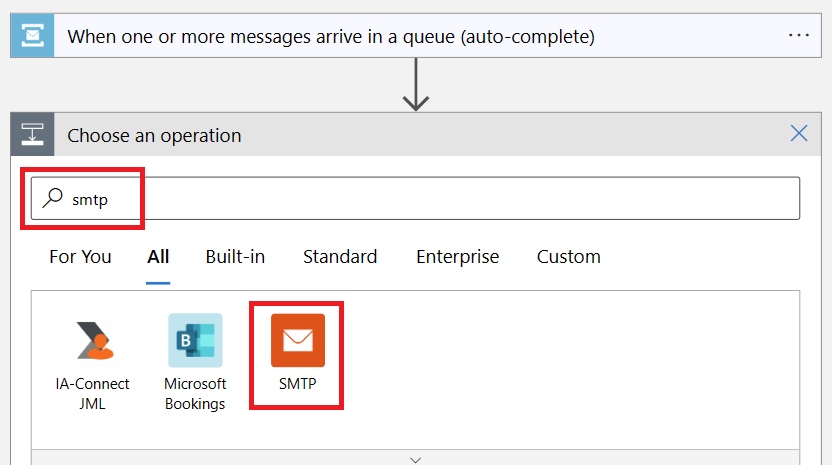 When one or more messages arrive in a queue (auto-complete)
Choose an operation
smtp
For You All Built-in Standard Enterprise Custom
IA-Connect JML
Microsoft Bookings
SMTP